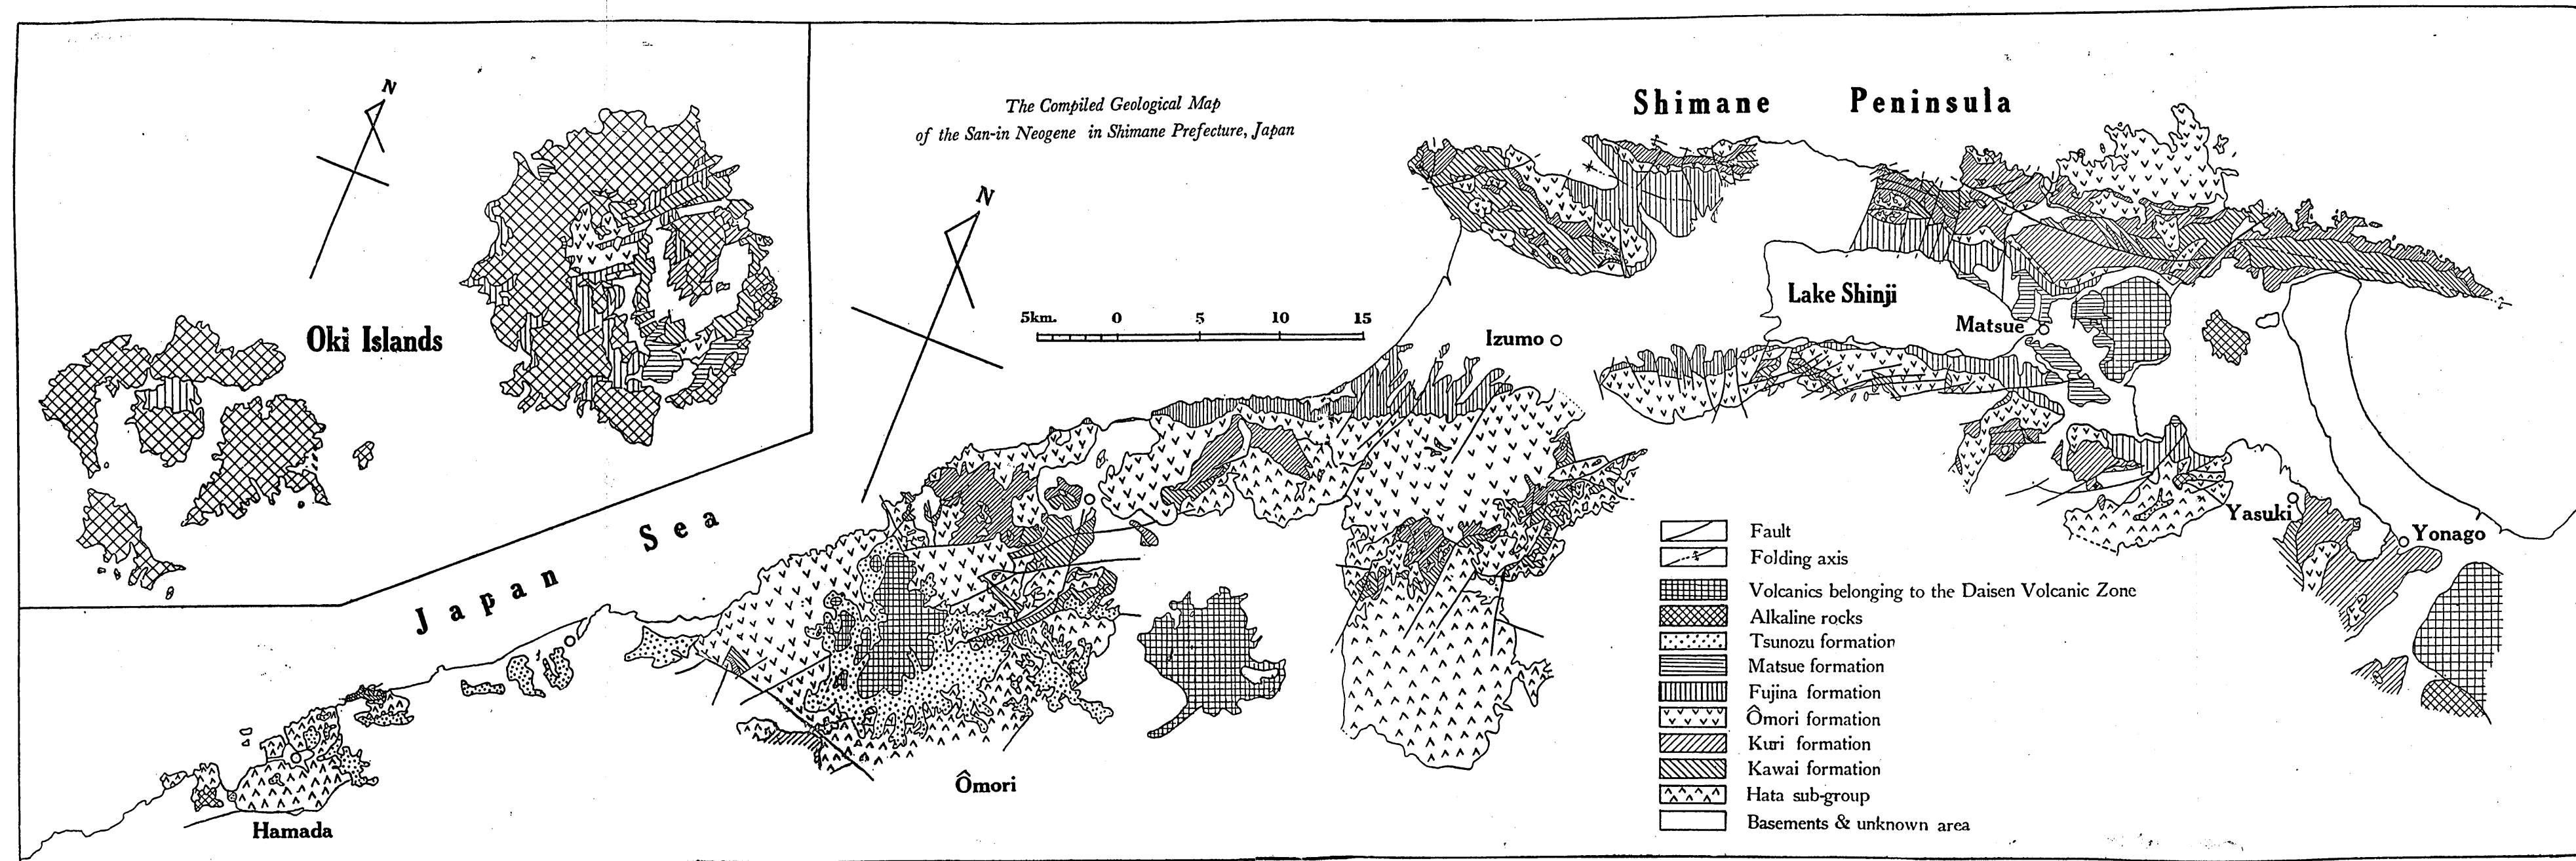 The Compiled Geological Map
of the San-in Neogene in Shimane Prefecture, Japan
Shimane Peninsula
N
N
Oki Islands
Japan Sea
5km. 0 5 10 15
Lake Shinji
Matsue
Izumo
Yasuki
Yonago
Ômori
Hamada
Fault
Folding axis
Volcanics belonging to the Daisen Volcanic Zone
Alkaline rocks
Tsunozu formation
Matsue formation
Fujina formation
Ômori formation
Kuri formation
Kawai formation
Hata sub-group
Basements & unknown area